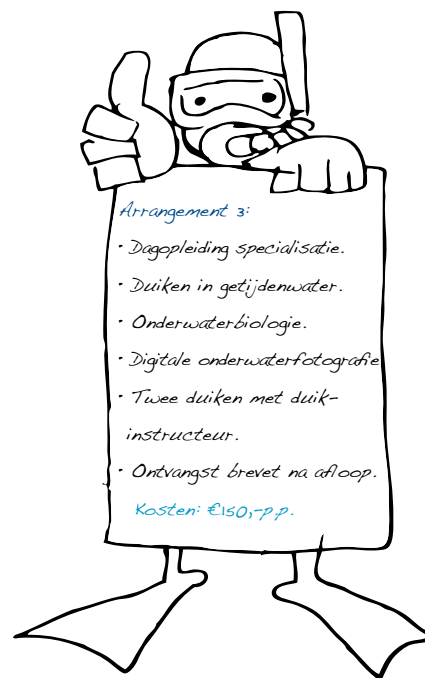 Arrangement 3:
· Dagopleiding specialisatie.
· Duiken in getijdenwater.
· Onderwaterbiologie.
· Digitale onderwaterfotografie
· Twee duiken met duik-
instructeur.
· Ontvangst brevet na afloop.
Kosten: €150,-p.p.